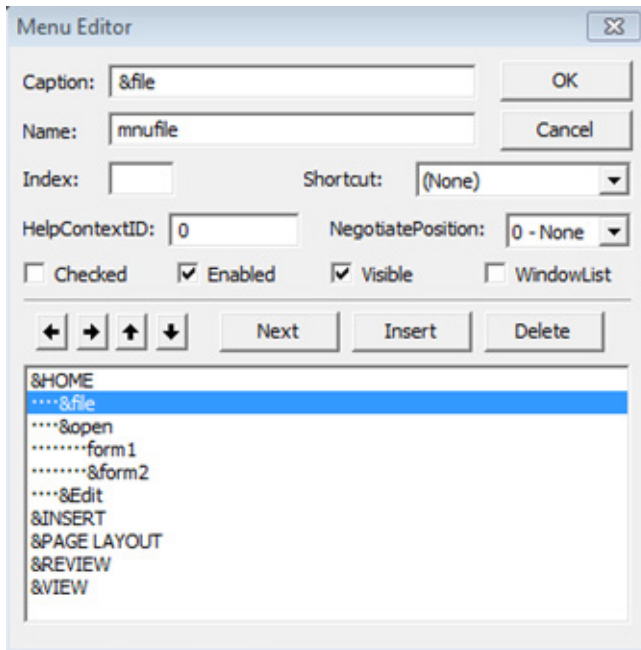 Menu Editor
Caption: &file OK
Name: mnufile Cancel
Index: Shortcut: (None)
HelpContextID: 0 NegotiatePosition: 0 - None
Checked Enabled Visible WindowList
Next Insert Delete
&HOME
····&file
····&open
········form1
········&form2
····&Edit
&INSERT
&PAGE LAYOUT
&REVIEW
&VIEW